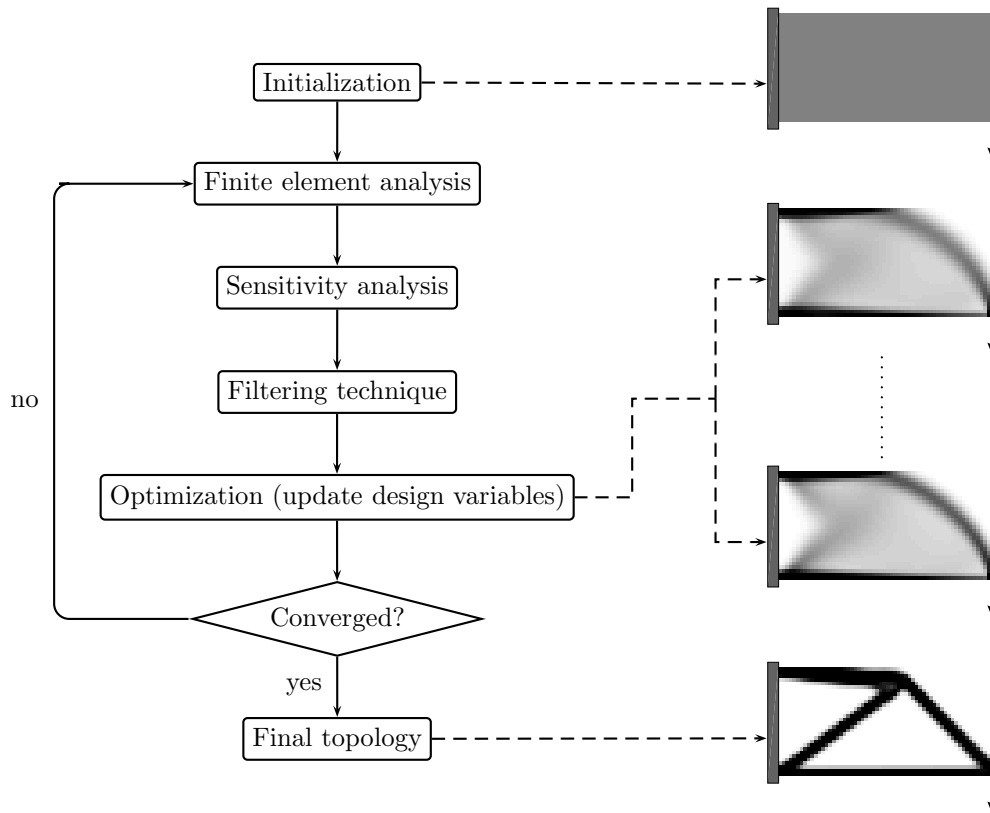 Initialization
Finite element analysis
Sensitivity analysis
no
Filtering technique
Optimization (update design variables)
Converged?
yes
Final topology